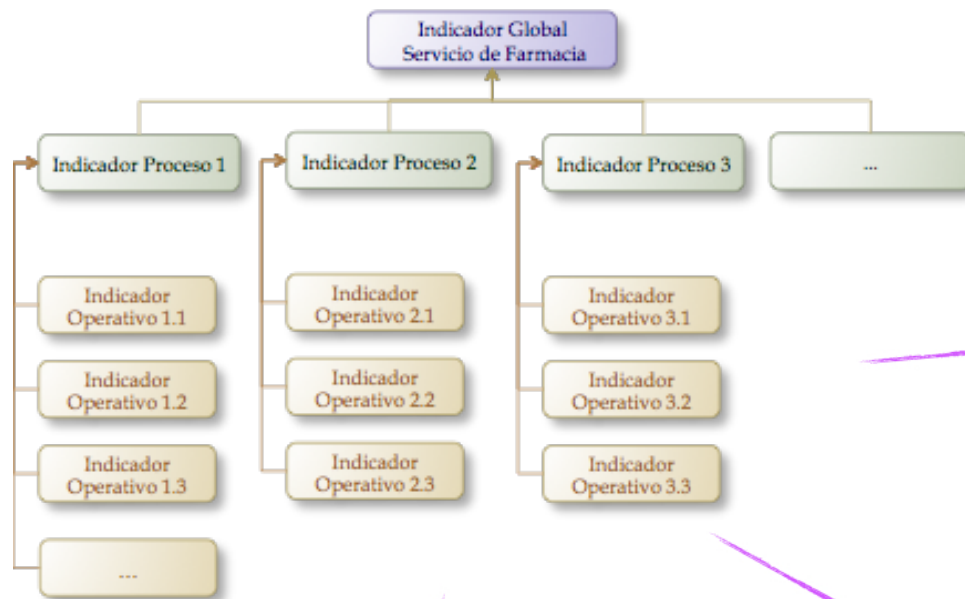 Indicador Global
Servicio de Farmacia
Indicador Proceso 1
Indicador Proceso 2
Indicador Proceso 3
...
Indicador
Operativo 1.1
Indicador
Operativo 2.1
Indicador
Operativo 3.1
Indicador
Operativo 1.2
Indicador
Operativo 2.2
Indicador
Operativo 3.2
Indicador
Operativo 1.3
Indicador
Operativo 2.3
Indicador
Operativo 3.3
...